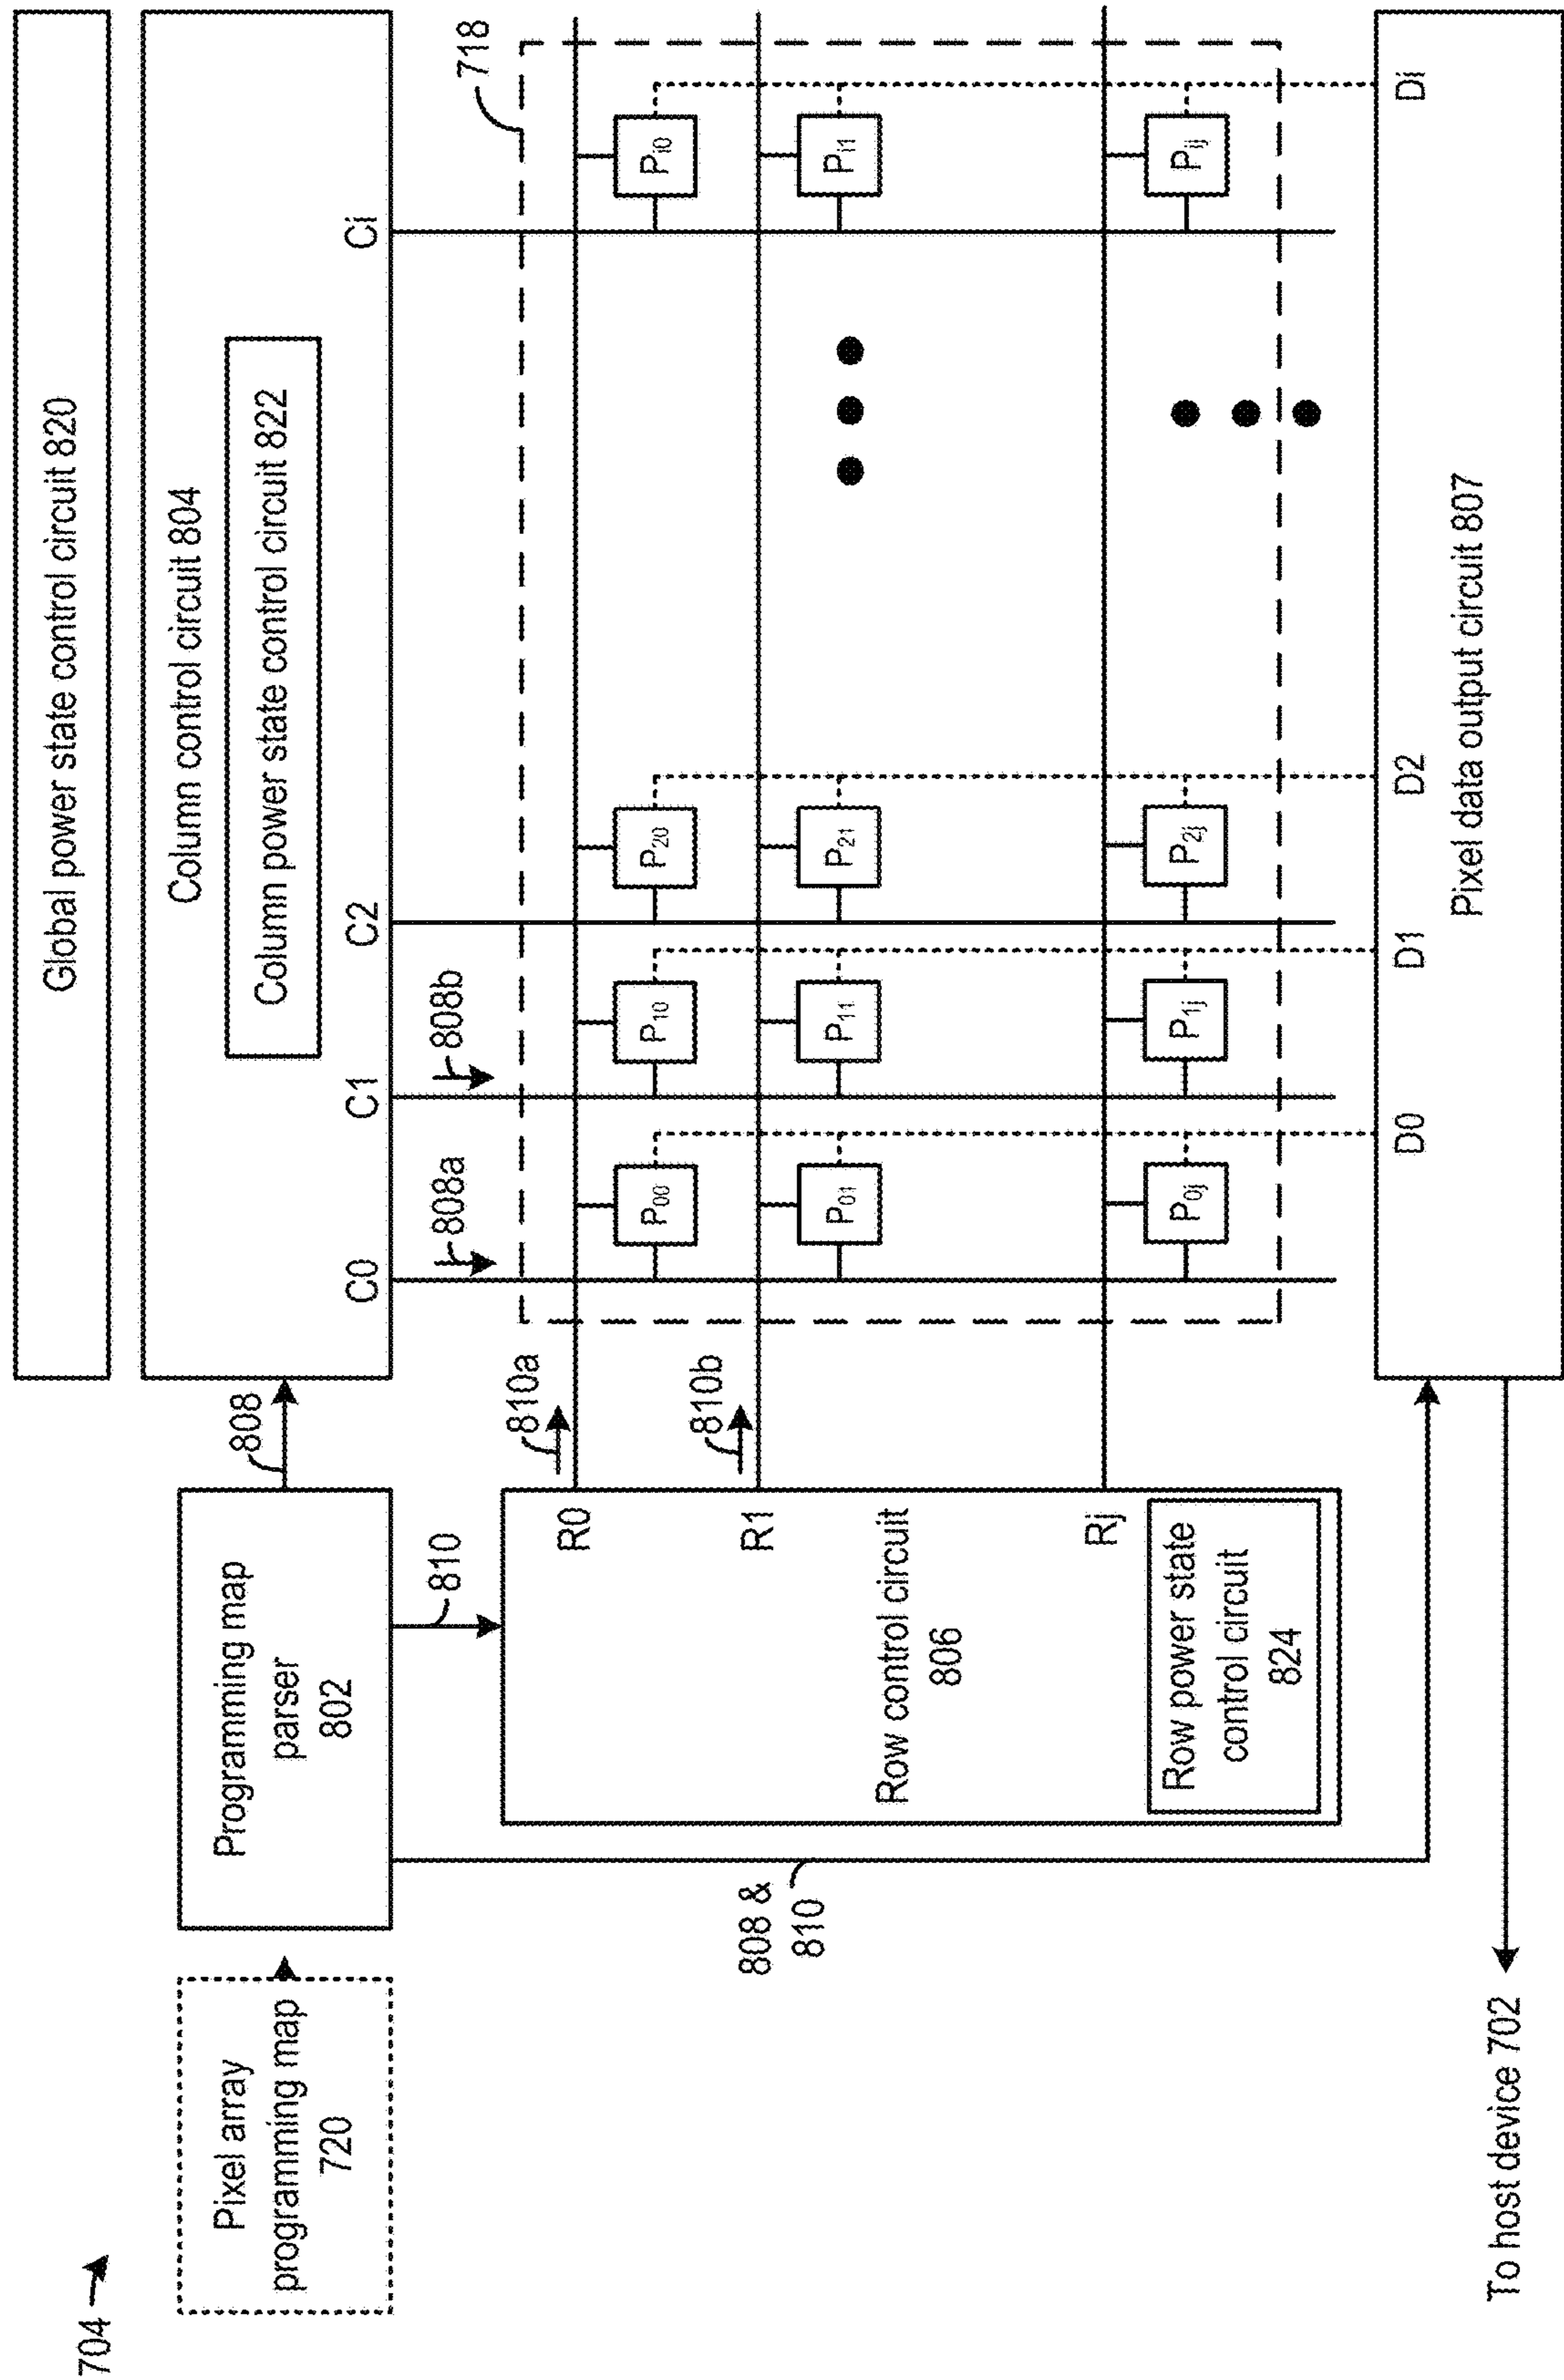 704
Global power state control circuit 820
Column control circuit 804
Column power state control circuit 822
Pixel array
programming map
720
Programming map
parser
802
808
C0
C1
C2
Ci
808a
808b
718
810
810a
R0
P00
P10
P20
Pi0
810b
R1
P01
P11
P21
Pi1
Row control circuit
806
Rj
P0j
P1j
P2j
Pij
Row power state
control circuit
824
808 &
810
D0
D1
D2
Di
Pixel data output circuit 807
To host device 702